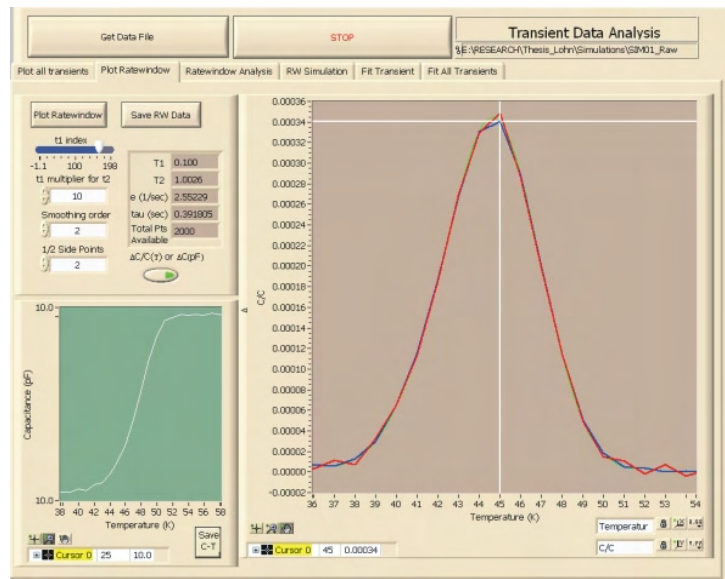 Get Data File
STOP
Transient Data Analysis
E:\RESEARCH\Thesis_Lohn\Simulations\SIM01_Raw
Plot all transients
Plot Ratewindow
Ratewindow Analysis
RW Simulation
Fit Transient
Fit All Transients
Plot Ratewindow
Save RW Data
t1 index
-1.1 100 198
t1 multiplier for t2
10
Smoothing order
2
1/2 Side Points
2
T1 0.100
T2 1.0026
e (1/sec) 2.55229
tau (sec) 0.391805
Total Pts Available 2000
ΔC/C(T) or ΔC(pF)
10.0
Capacitance (pF)
10.0
38 40 42 44 46 48 50 52 54 56 58
Temperature (K)
Save C-T
Cursor 0 25 10.0
0.00036
0.00034
0.00032
0.00030
0.00028
0.00026
0.00024
0.00022
0.00020
0.00018
0.00016
0.00014
0.00012
0.00010
0.00008
0.00006
0.00004
0.00002
0.00000
-0.00002
Δ C/C
36 37 38 39 40 41 42 43 44 45 46 47 48 49 50 51 52 53 54
Temperature (K)
Cursor 0 45 0.00034
Temperatur
C/C